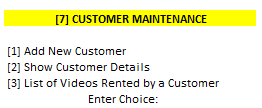 [7] CUSTOMER MAINTENANCE
[1] Add New Customer
[2] Show Customer Details
[3] List of Videos Rented by a Customer
Enter Choice: